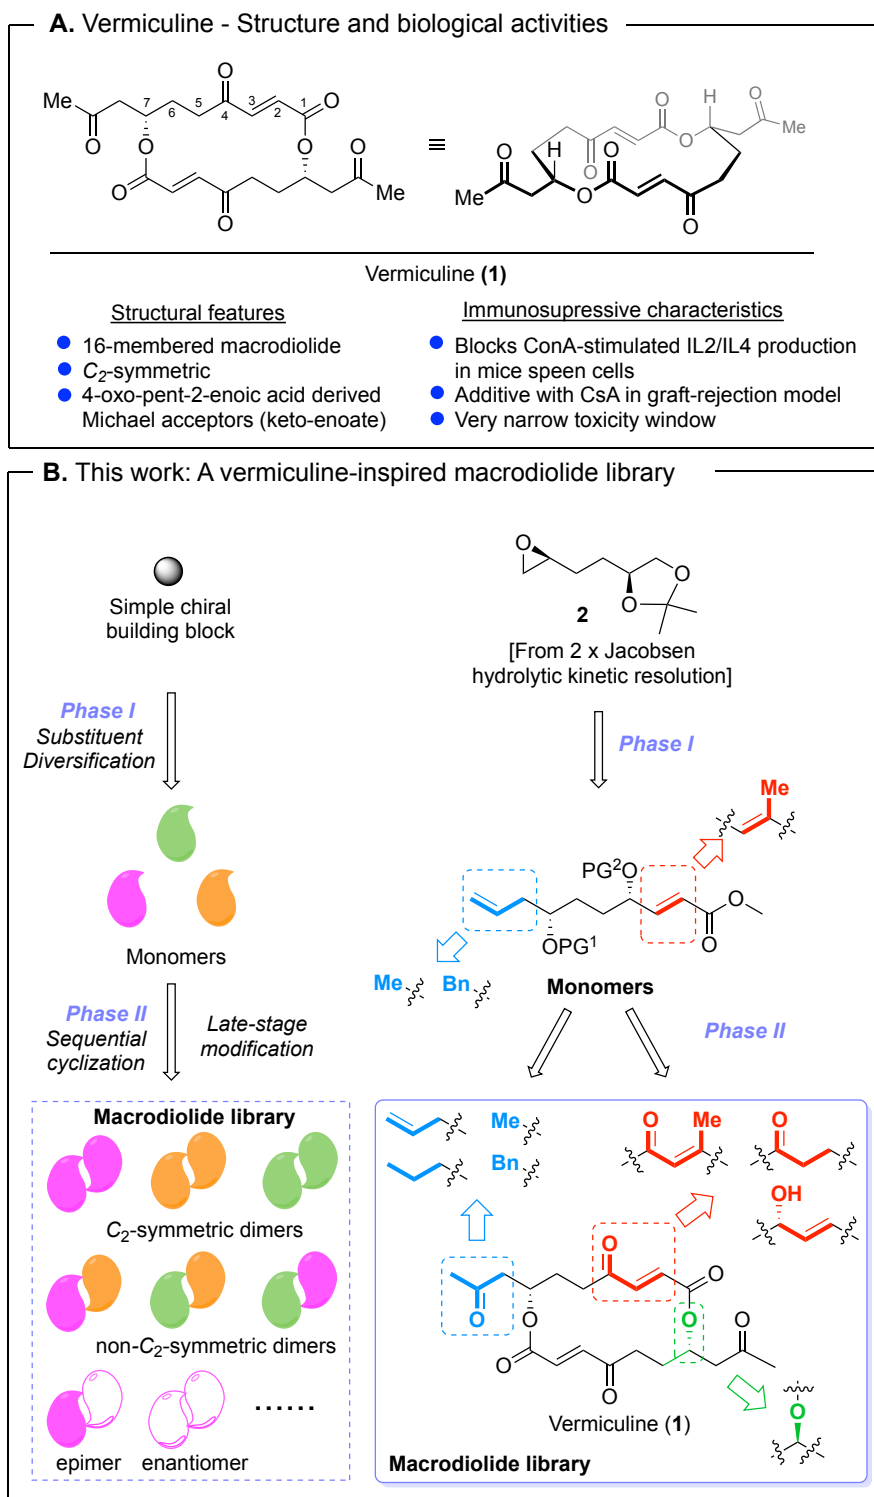 A. Vermiculine - Structure and biological activities
Me
O
7
6
5
O
4
3
2
1
O
O
O
O
O
O
Me
≡
Me
O
H
O
O
O
O
O
H
O
O
Me
Vermiculine (1)
Structural features
16-membered macrodiolide
C2-symmetric
4-oxo-pent-2-enoic acid derived
Michael acceptors (keto-enoate)
Immunosupressive characteristics
Blocks ConA-stimulated IL2/IL4 production
in mice speen cells
Additive with CsA in graft-rejection model
Very narrow toxicity window
B. This work: A vermiculine-inspired macrodiolide library
Simple chiral
building block
Phase I
Substituent
Diversification
Monomers
Phase II
Sequential
cyclization
Late-stage
modification
Macrodiolide library
C2-symmetric dimers
non-C2-symmetric dimers
epimer
enantiomer
......
O
O
O
2
[From 2 x Jacobsen
hydrolytic kinetic resolution]
Phase I
Me
PG2O
OPG1
O
O
Me
Bn
Monomers
Phase II
Me
Bn
O
Me
O
OH
O
O
O
O
O
O
O
O
Vermiculine (1)
O
Macrodiolide library